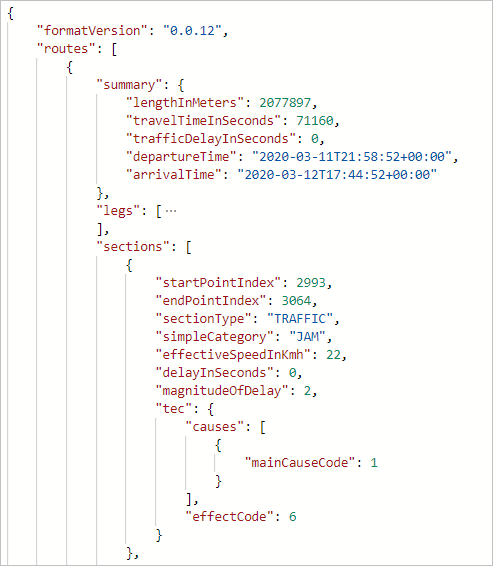 {
    "formatVersion": "0.0.12",
    "routes": [
        {
            "summary": {
                "lengthInMeters": 2077897,
                "travelTimeInSeconds": 71160,
                "trafficDelayInSeconds": 0,
                "departureTime": "2020-03-11T21:58:52+00:00",
                "arrivalTime": "2020-03-12T17:44:52+00:00"
            },
            "legs": [ ···
            ],
            "sections": [
                {
                    "startPointIndex": 2993,
                    "endPointIndex": 3064,
                    "sectionType": "TRAFFIC",
                    "simpleCategory": "JAM",
                    "effectiveSpeedInKmh": 22,
                    "delayInSeconds": 0,
                    "magnitudeOfDelay": 2,
                    "tec": {
                        "causes": [
                            {
                                "mainCauseCode": 1
                            }
                        ],
                        "effectCode": 6
                    }
                },